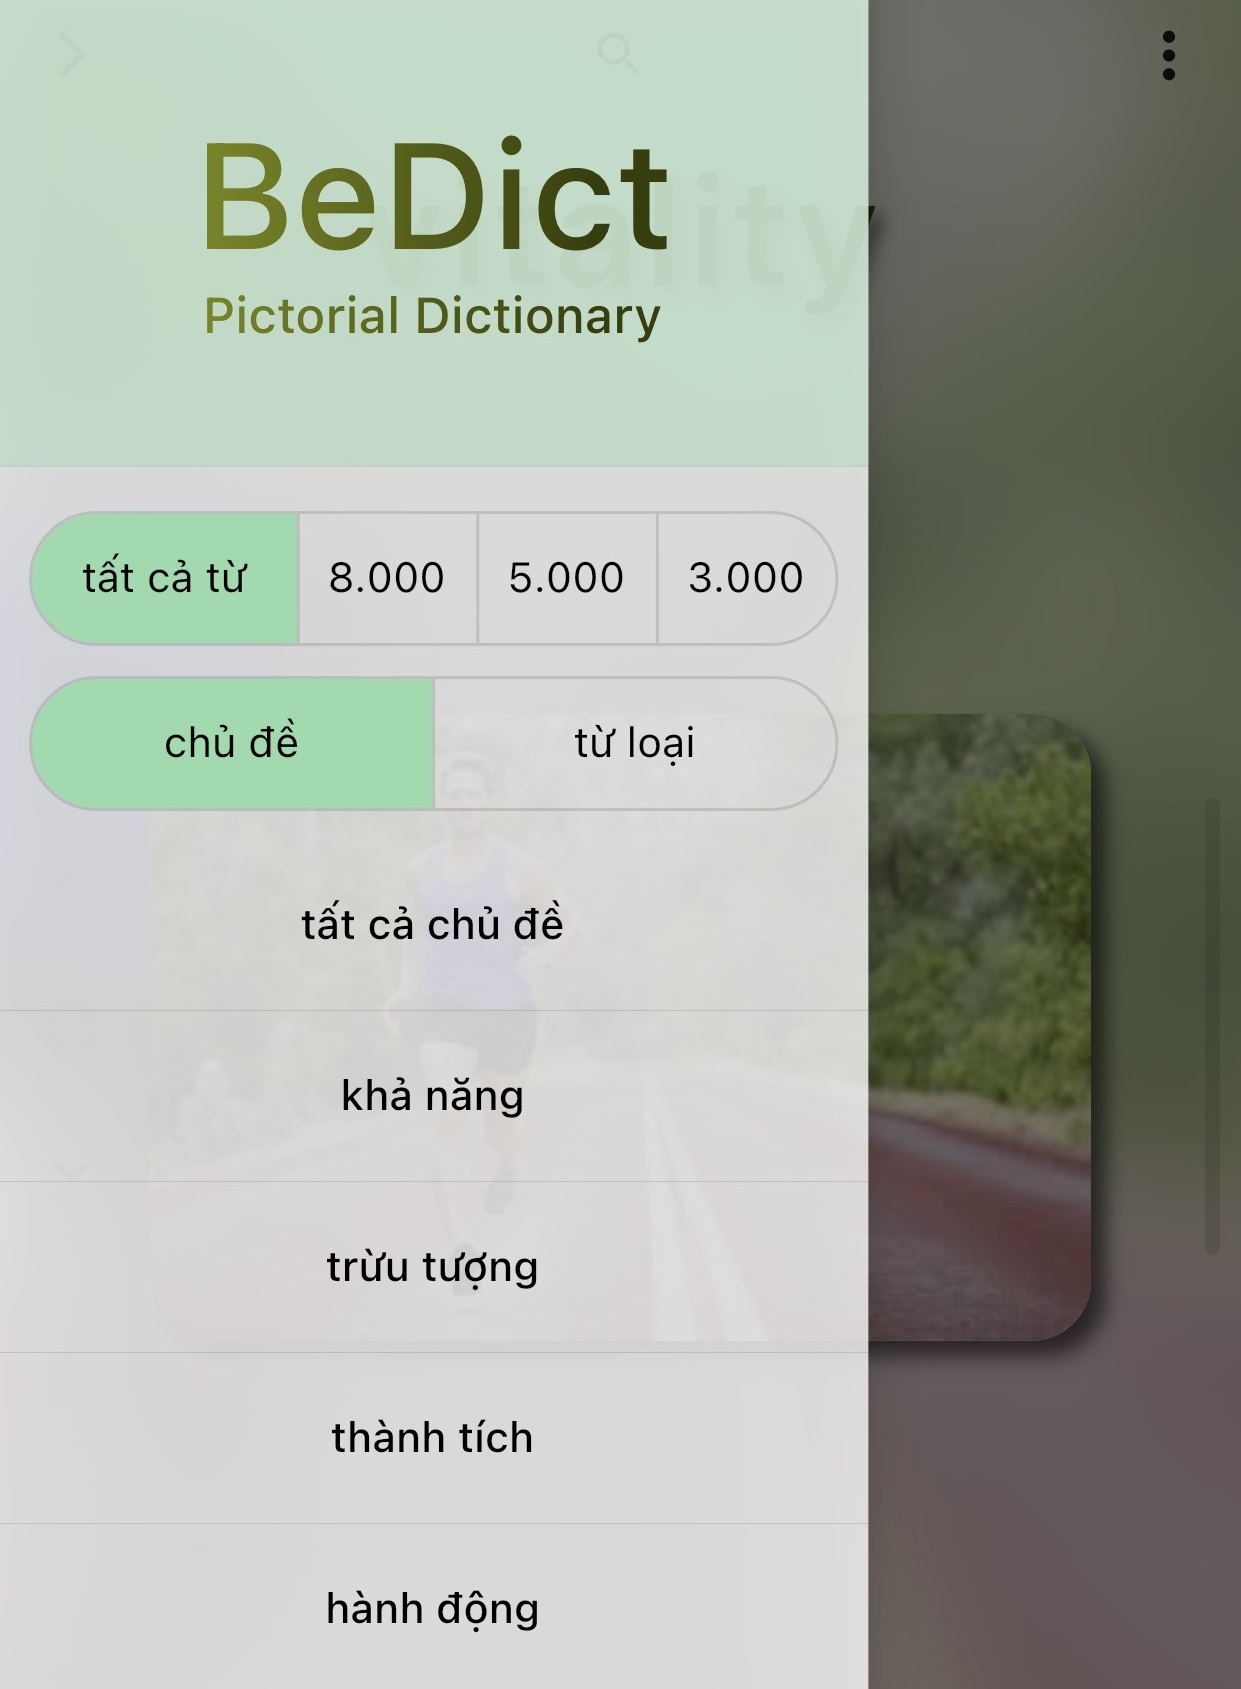 BeDict
vitality
Pictorial Dictionary
tất cả từ 8.000 5.000 3.000
chủ đề từ loại
tất cả chủ đề
khả năng
trừu tượng
thành tích
hành động